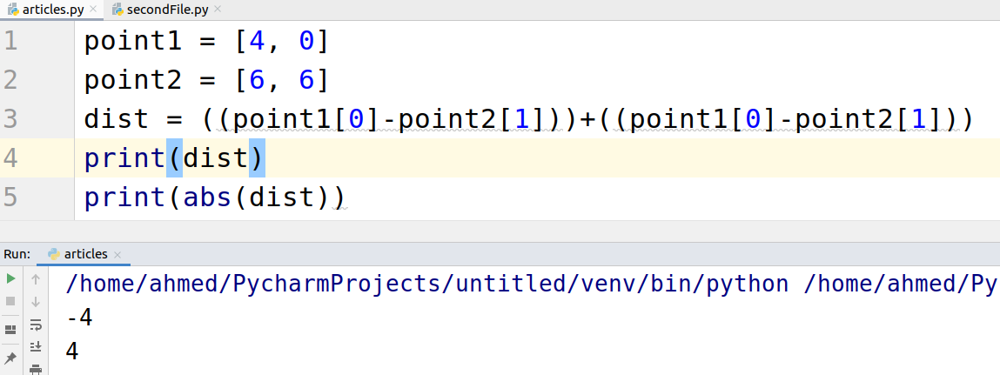 articles.py secondFile.py
1 point1 = [4, 0]
2 point2 = [6, 6]
3 dist = ((point1[0]-point2[1]))+((point1[0]-point2[1]))
4 print(dist)
5 print(abs(dist))
Run: articles
/home/ahmed/PycharmProjects/untitled/venv/bin/python /home/ahmed/Py
-4
4